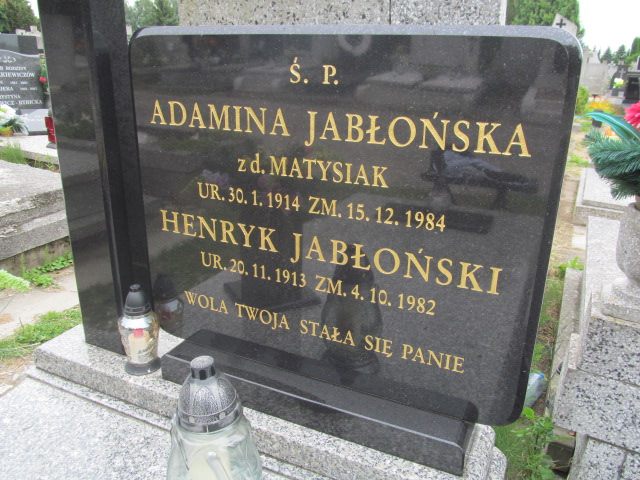 Ś. P.
ADAMINA JABŁOŃSKA
z d. MATYSIAK
UR. 30. 1. 1914 ZM. 15. 12. 1984
HENRYK JABŁOŃSKI
UR. 20. 11. 1913 ZM. 4. 10. 1982
WOLA TWOJA STAŁA SIĘ PANIE